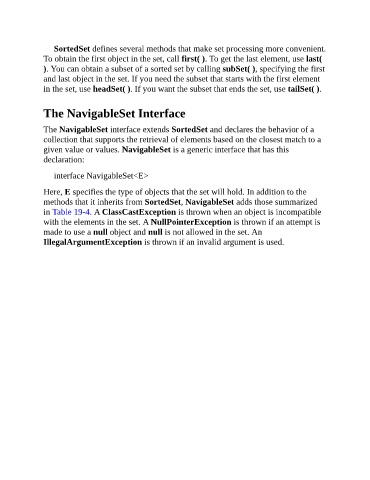 SortedSet defines several methods that make set processing more convenient.
To obtain the first object in the set, call first( ). To get the last element, use last(
). You can obtain a subset of a sorted set by calling subSet( ), specifying the first
and last object in the set. If you need the subset that starts with the first element
in the set, use headSet( ). If you want the subset that ends the set, use tailSet( ).
The NavigableSet Interface
The NavigableSet interface extends SortedSet and declares the behavior of a
collection that supports the retrieval of elements based on the closest match to a
given value or values. NavigableSet is a generic interface that has this
declaration:
interface NavigableSet<E>
Here, E specifies the type of objects that the set will hold. In addition to the
methods that it inherits from SortedSet, NavigableSet adds those summarized
in Table 19-4. A ClassCastException is thrown when an object is incompatible
with the elements in the set. A NullPointerException is thrown if an attempt is
made to use a null object and null is not allowed in the set. An
IllegalArgumentException is thrown if an invalid argument is used.